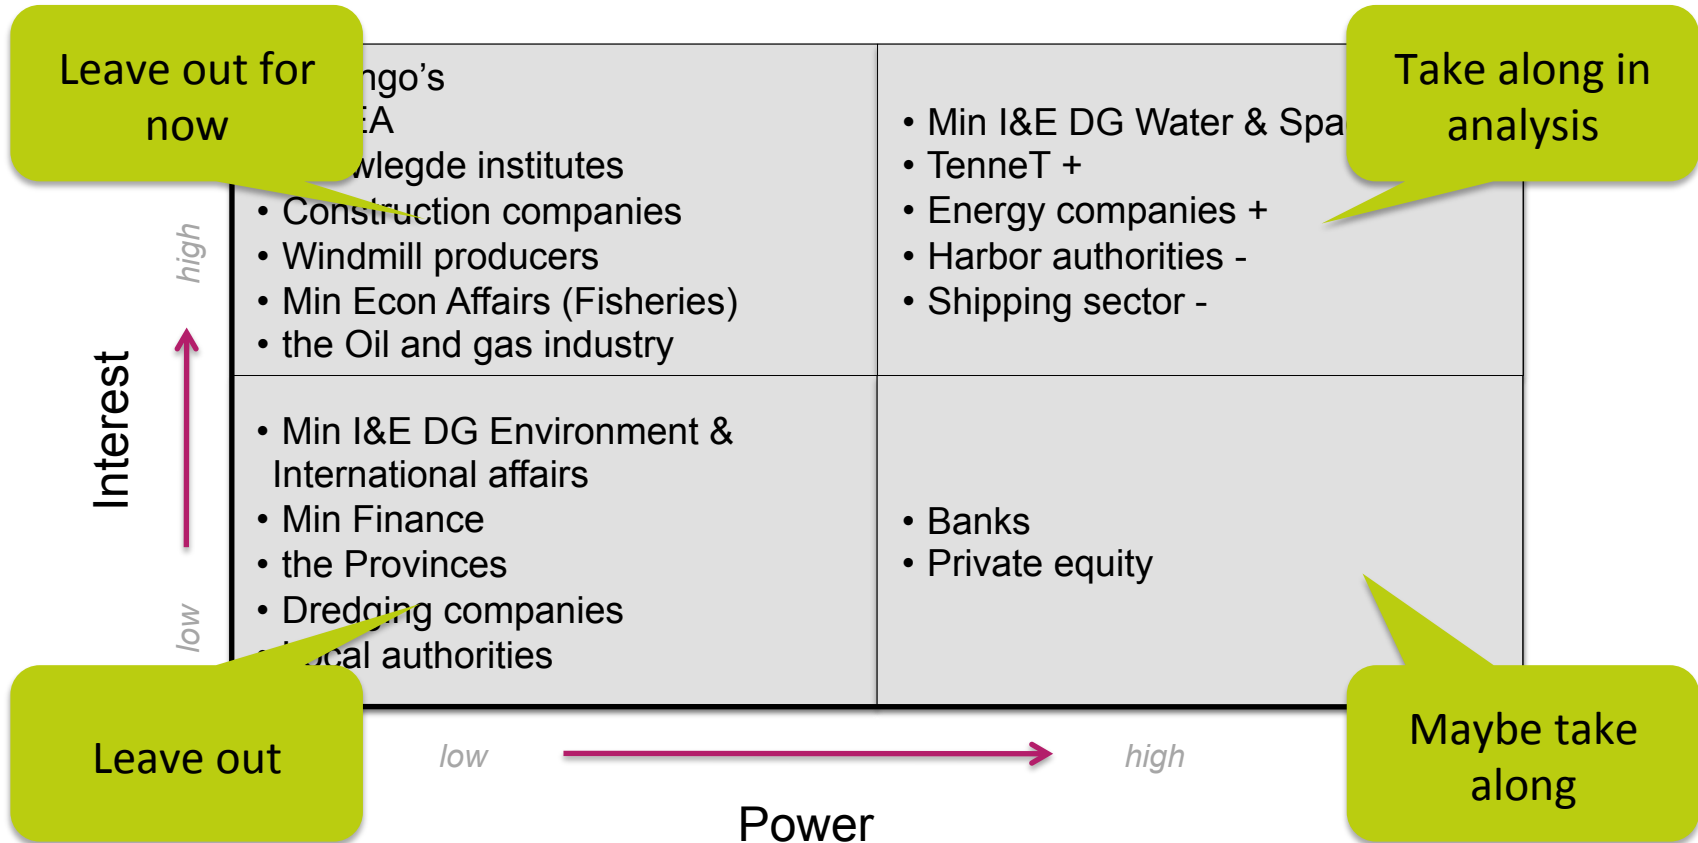 Leave out for
now
ngo’s
EA
wlegde institutes
• Construction companies
• Windmill producers
• Min Econ Affairs (Fisheries)
• the Oil and gas industry
Take along in
analysis
• Min I&E DG Water & Spa
• TenneT +
• Energy companies +
• Harbor authorities -
• Shipping sector -
high
Interest
low
• Min I&E DG Environment &
International affairs
• Min Finance
• the Provinces
• Dredging companies
• Local authorities
• Banks
• Private equity
Leave out
Maybe take
along
low
high
Power